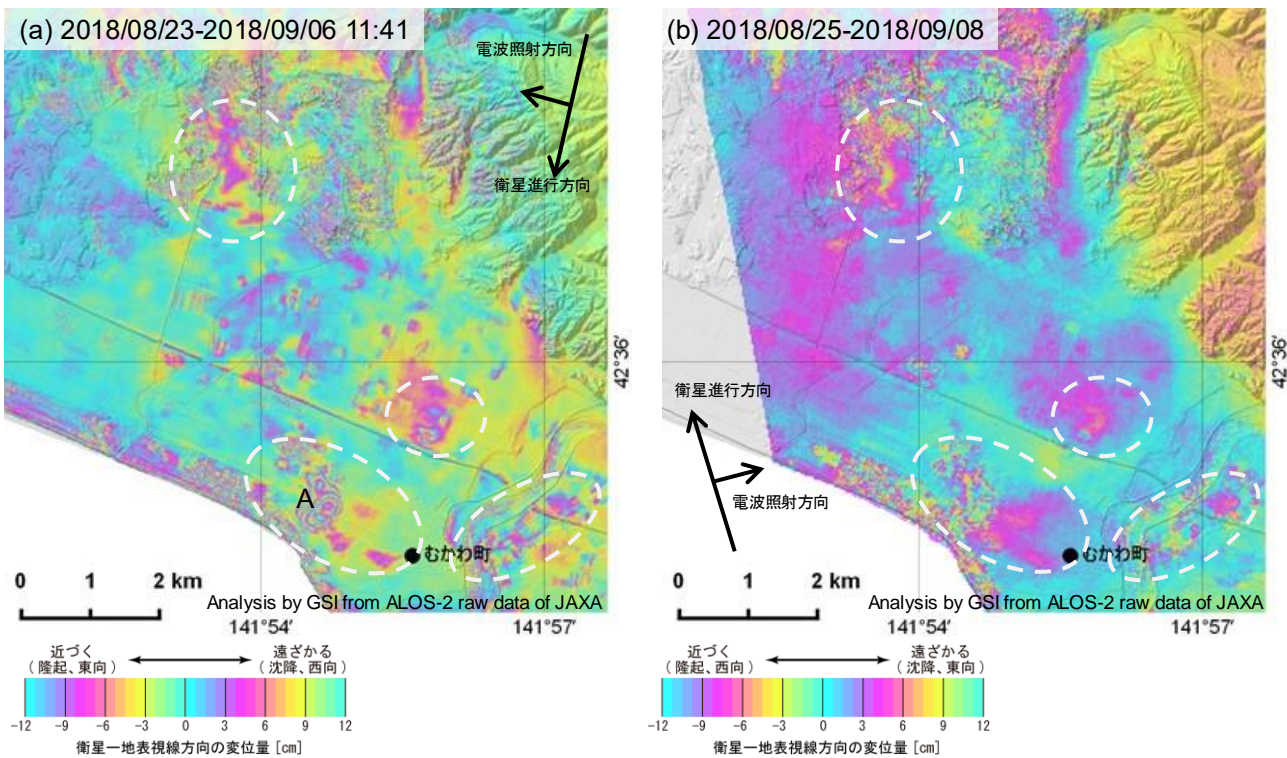 (a) 2018/08/23-2018/09/06 11:41
電波照射方向
衛星進行方向
42°36′
A
むかわ町
0 1 2 km
Analysis by GSI from ALOS-2 raw data of JAXA
141°54′ 141°57′
近づく 遠ざかる
(隆起、東向) (沈降、西向)
-12 -9 -6 -3 0 3 6 9 12
衛星―地表視線方向の変位量 [cm]
(b) 2018/08/25-2018/09/08
42°36′
衛星進行方向
電波照射方向
むかわ町
0 1 2 km
Analysis by GSI from ALOS-2 raw data of JAXA
141°54′ 141°57′
近づく 遠ざかる
(隆起、西向) (沈降、東向)
-12 -9 -6 -3 0 3 6 9 12
衛星―地表視線方向の変位量 [cm]